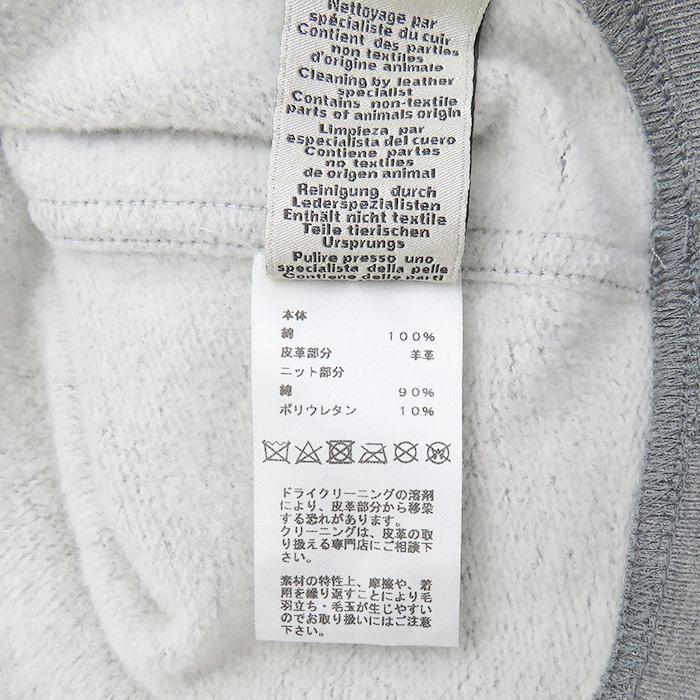 Nettoyage par
spécialiste du cuir
Contient des parties
non textiles
d'origine animale
Cleaning by leather
specialist
Contains non-textile
parts of animals origin
Limpieza par
especialista del cuero
Contiene partes
no textiles
de origen animal
Reinigung durch
Lederspezialisten
Enthält nicht textile
Teile tierischen
Ursprungs
Pulire presso uno
specialista della pelle
Contiene delle parti
本体
綿 100%
皮革部分 羊革
ニット部分
綿 90%
ポリウレタン 10%
ドライクリーニングの溶剤
により、皮革部分から移染
する恐れがあります。
クリーニングは、皮革の取
り扱える専門店にご相談下
さい。
素材の特性上、摩擦や、着
用を繰り返すことにより毛
羽立ち・毛玉が生じやすい
のでお取り扱いにはご注意
下さい。